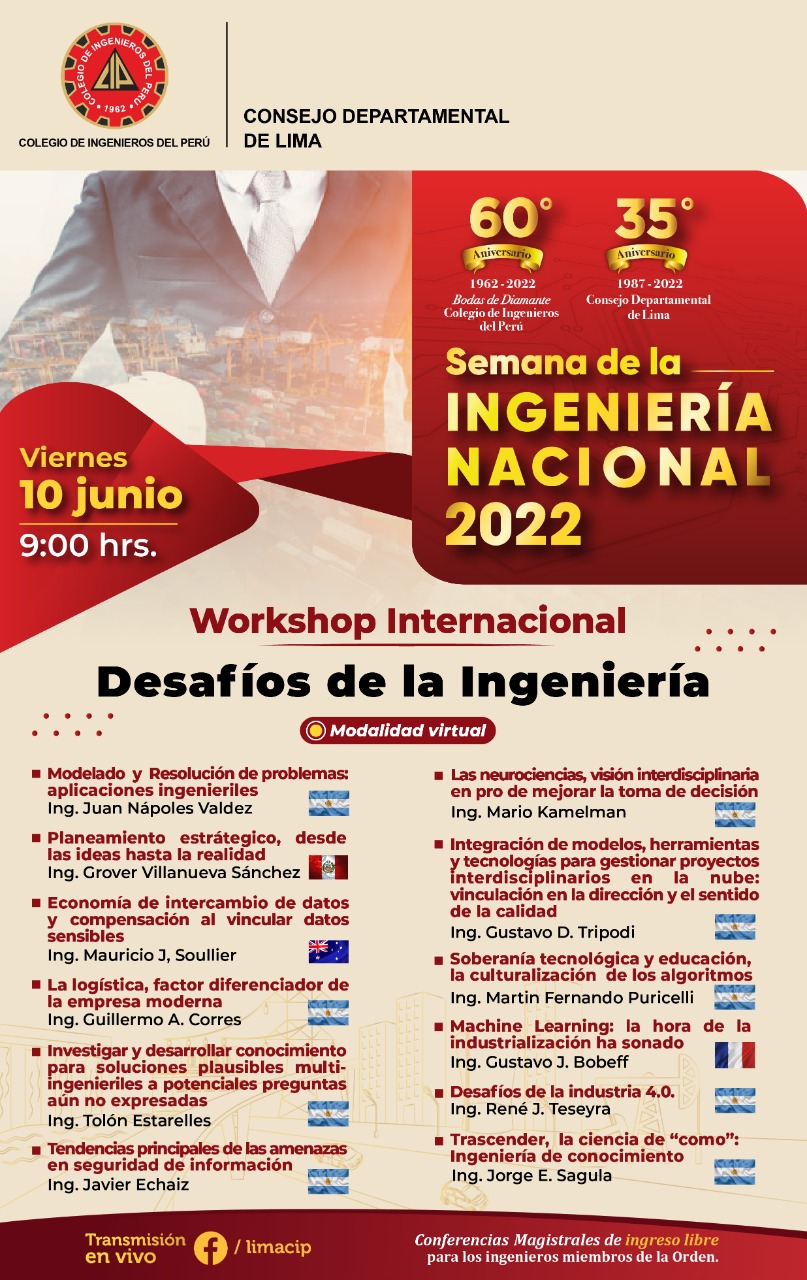 COLEGIO DE INGENIEROS DEL PERÚ
1962
CIP
COLEGIO DE INGENIEROS DEL PERÚ
CONSEJO DEPARTAMENTAL
DE LIMA
60°
Aniversario
1962-2022
Bodas de Diamante
Colegio de Ingenieros
del Perú
35°
Aniversario
1987-2022
Consejo Departamental
de Lima
Semana de la
INGENIERÍA
NACIONAL
2022
Viernes
10 junio
9:00 hrs.
Workshop Internacional
Desafíos de la Ingeniería
Modalidad virtual
Modelado y Resolución de problemas:
aplicaciones ingenieriles
Ing. Juan Nápoles Valdez
Planeamiento estrátegico, desde
las ideas hasta la realidad
Ing. Grover Villanueva Sánchez
Economía de intercambio de datos
y compensación al vincular datos
sensibles
Ing. Mauricio J, Soullier
La logística, factor diferenciador de
la empresa moderna
Ing. Guillermo A. Corres
Investigar y desarrollar conocimiento
para soluciones plausibles multi-
ingenieriles a potenciales preguntas
aún no expresadas
Ing. Tolón Estarelles
Tendencias principales de las amenazas
en seguridad de información
Ing. Javier Echaiz
Las neurociencias, visión interdisciplinaria
en pro de mejorar la toma de decisión
Ing. Mario Kamelman
Integración de modelos, herramientas
y tecnologías para gestionar proyectos
interdisciplinarios en la nube:
vinculación en la dirección y el sentido
de la calidad
Ing. Gustavo D. Tripodi
Soberanía tecnológica y educación,
la culturalización de los algoritmos
Ing. Martin Fernando Puricelli
Machine Learning: la hora de la
industrialización ha sonado
Ing. Gustavo J. Bobeff
Desafíos de la industria 4.0.
Ing. René J. Teseyra
Trascender, la ciencia de “como”:
Ingeniería de conocimiento
Ing. Jorge E. Sagula
Transmisión
en vivo
/ limacip
Conferencias Magistrales de ingreso libre
para los ingenieros miembros de la Orden.